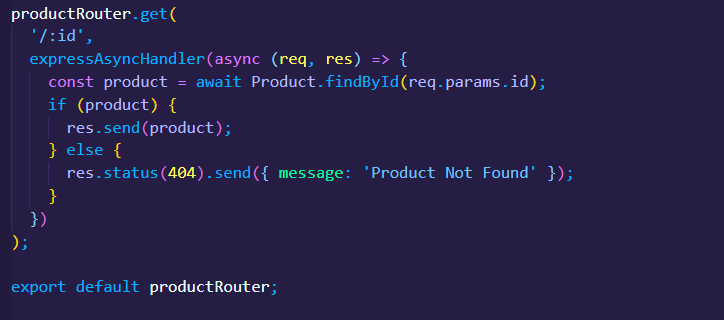 productRouter.get(
  '/:id',
  expressAsyncHandler(async (req, res) => {
    const product = await Product.findById(req.params.id);
    if (product) {
      res.send(product);
    } else {
      res.status(404).send({ message: 'Product Not Found' });
    }
  })
);

export default productRouter;